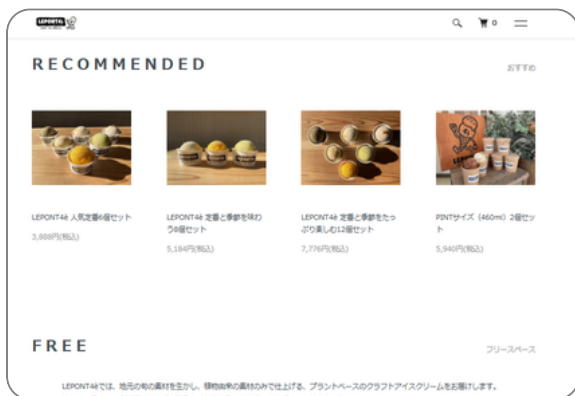 LEPONT4è
0
RECOMMENDED
おすすめ
LEPONT4è 人気定番6個セット
3,888円(税込)
LEPONT4è 定番と季節を味わ
う8個セット
5,184円(税込)
LEPONT4è 定番と季節をたっ
ぷり楽しむ12個セット
7,776円(税込)
PINTサイズ（460ml）2個セッ
ト
5,940円(税込)
FREE
フリースペース
LEPONT4èでは、地元の旬の素材を生かし、植物由来の素材のみで仕上げる、プラントベースのクラフトアイスクリームをお届けします。